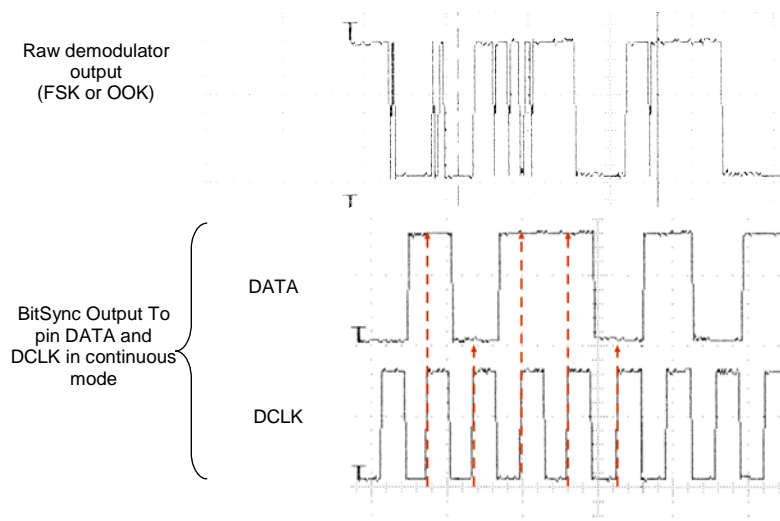 Raw demodulator
output
(FSK or OOK)
BitSync Output To
pin DATA and
DCLK in continuous
mode
DATA
DCLK